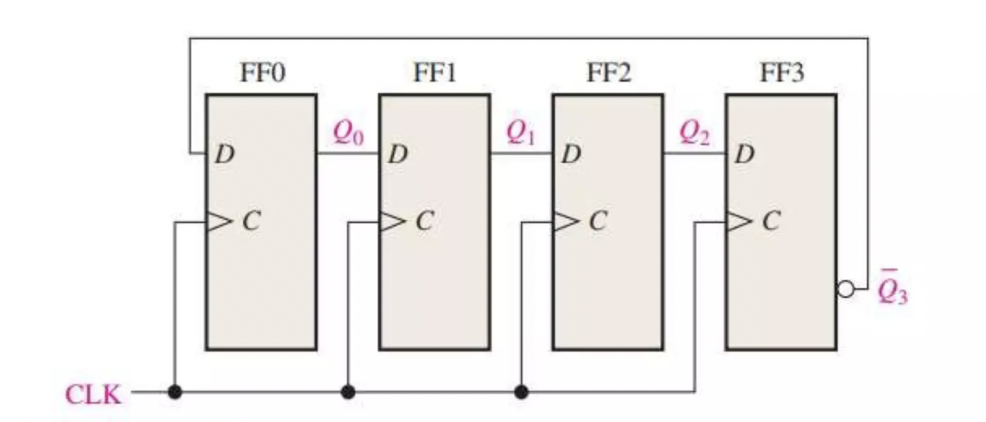 FF0 FF1 FF2 FF3
Q0 Q1 Q2
D D D D
C C C C
Q̅3
CLK